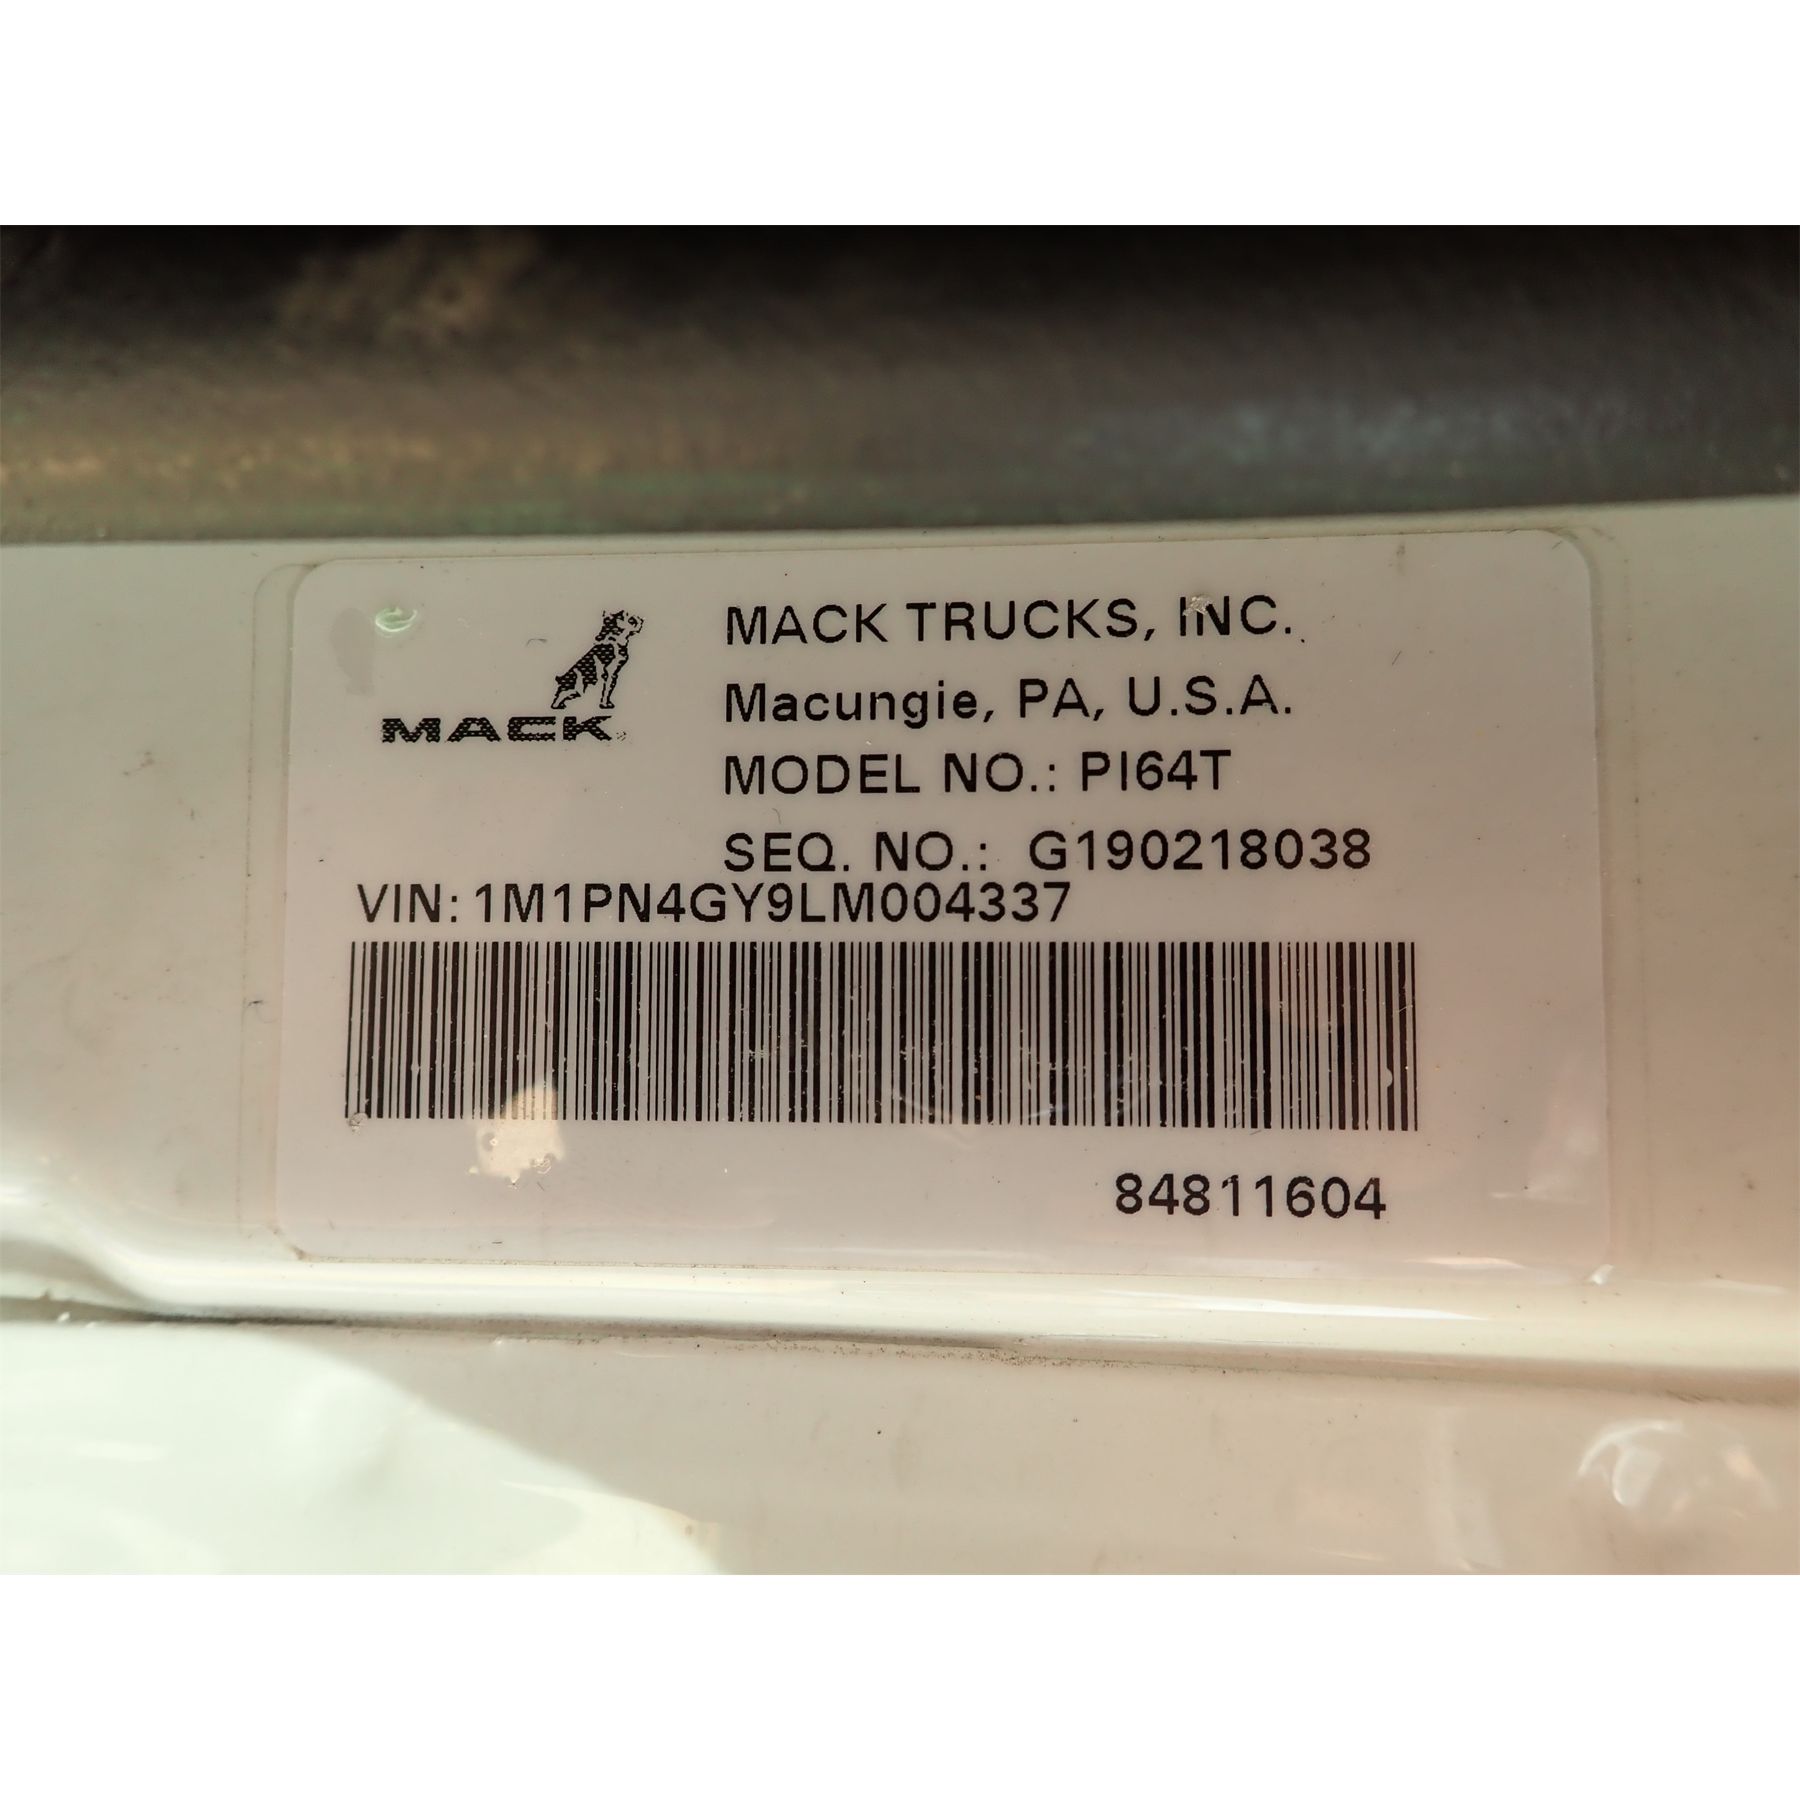 MACK
MACK TRUCKS, INC.
Macungie, PA, U.S.A.
MODEL NO.: PI64T
SEQ. NO.: G190218038
VIN: 1M1PN4GY9LM004337
84811604